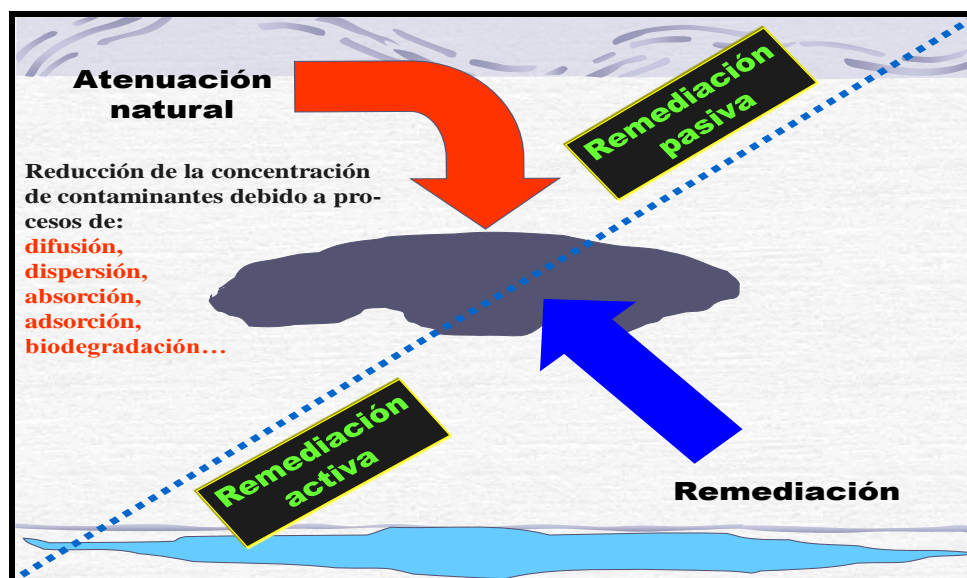 Atenuación
natural
Reducción de la concentración
de contaminantes debido a pro-
cesos de:
difusión,
dispersión,
absorción,
adsorción,
biodegradación…
Remediación
pasiva
Remediación
activa
Remediación